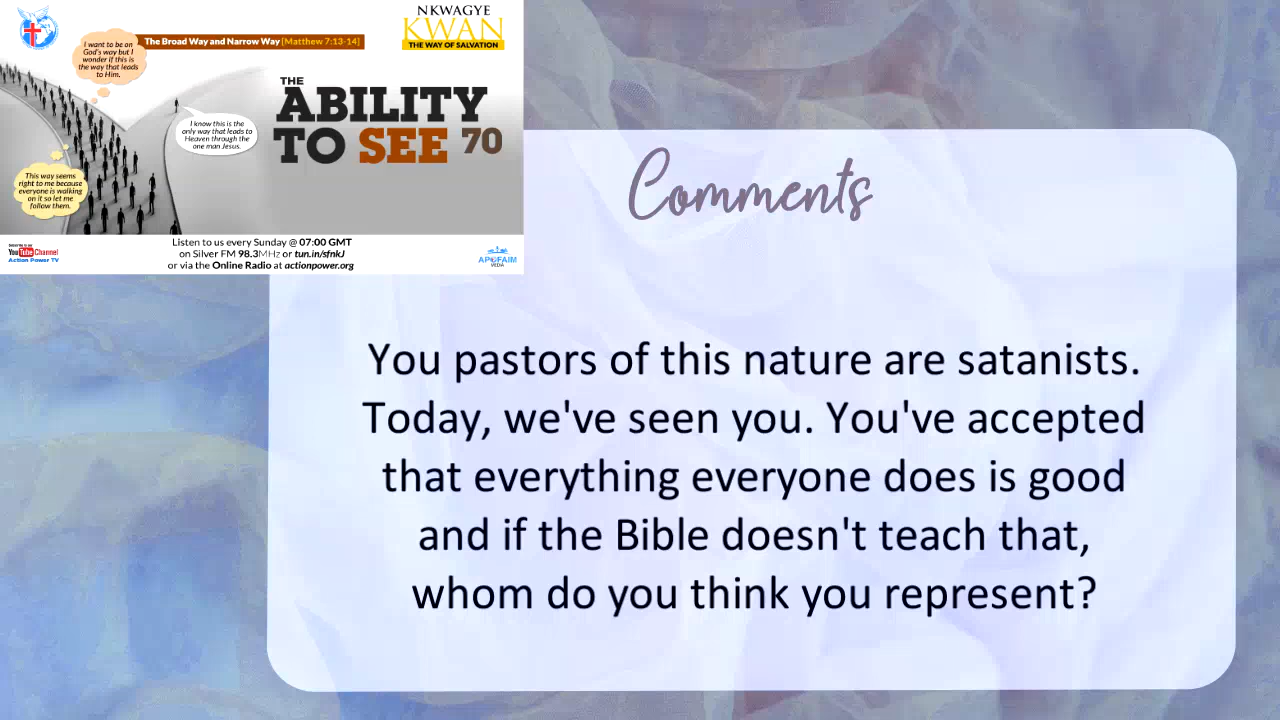 NKWAGYE
KWAN
THE WAY OF SALVATION
The Broad Way and Narrow Way [Matthew 7:13-14]
I want to be on
God's way but I
wonder if this is
the way that leads
to Him.
THE
ABILITY
TO SEE 70
I know this is the
only way that leads to
Heaven through the
one man Jesus.
This way seems
right to me because
everyone is walking
on it so let me
follow them.
Listen to us every Sunday @ 07:00 GMT
on Silver FM 98.3MHz or tun.in/sfnkJ
or via the Online Radio at actionpower.org
YouTube Channel
Action Power TV
APOFAIM
MEDIA
Comments
You pastors of this nature are satanists.
Today, we've seen you. You've accepted
that everything everyone does is good
and if the Bible doesn't teach that,
whom do you think you represent?